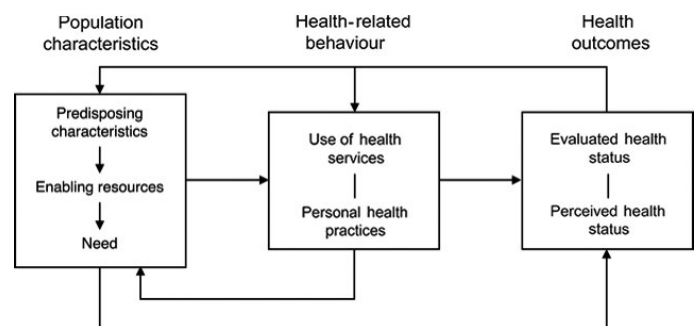 Population
characteristics
Health-related
behaviour
Health
outcomes
Predisposing
characteristics
Enabling resources
Need
Use of health
services
Personal health
practices
Evaluated health
status
Perceived health
status